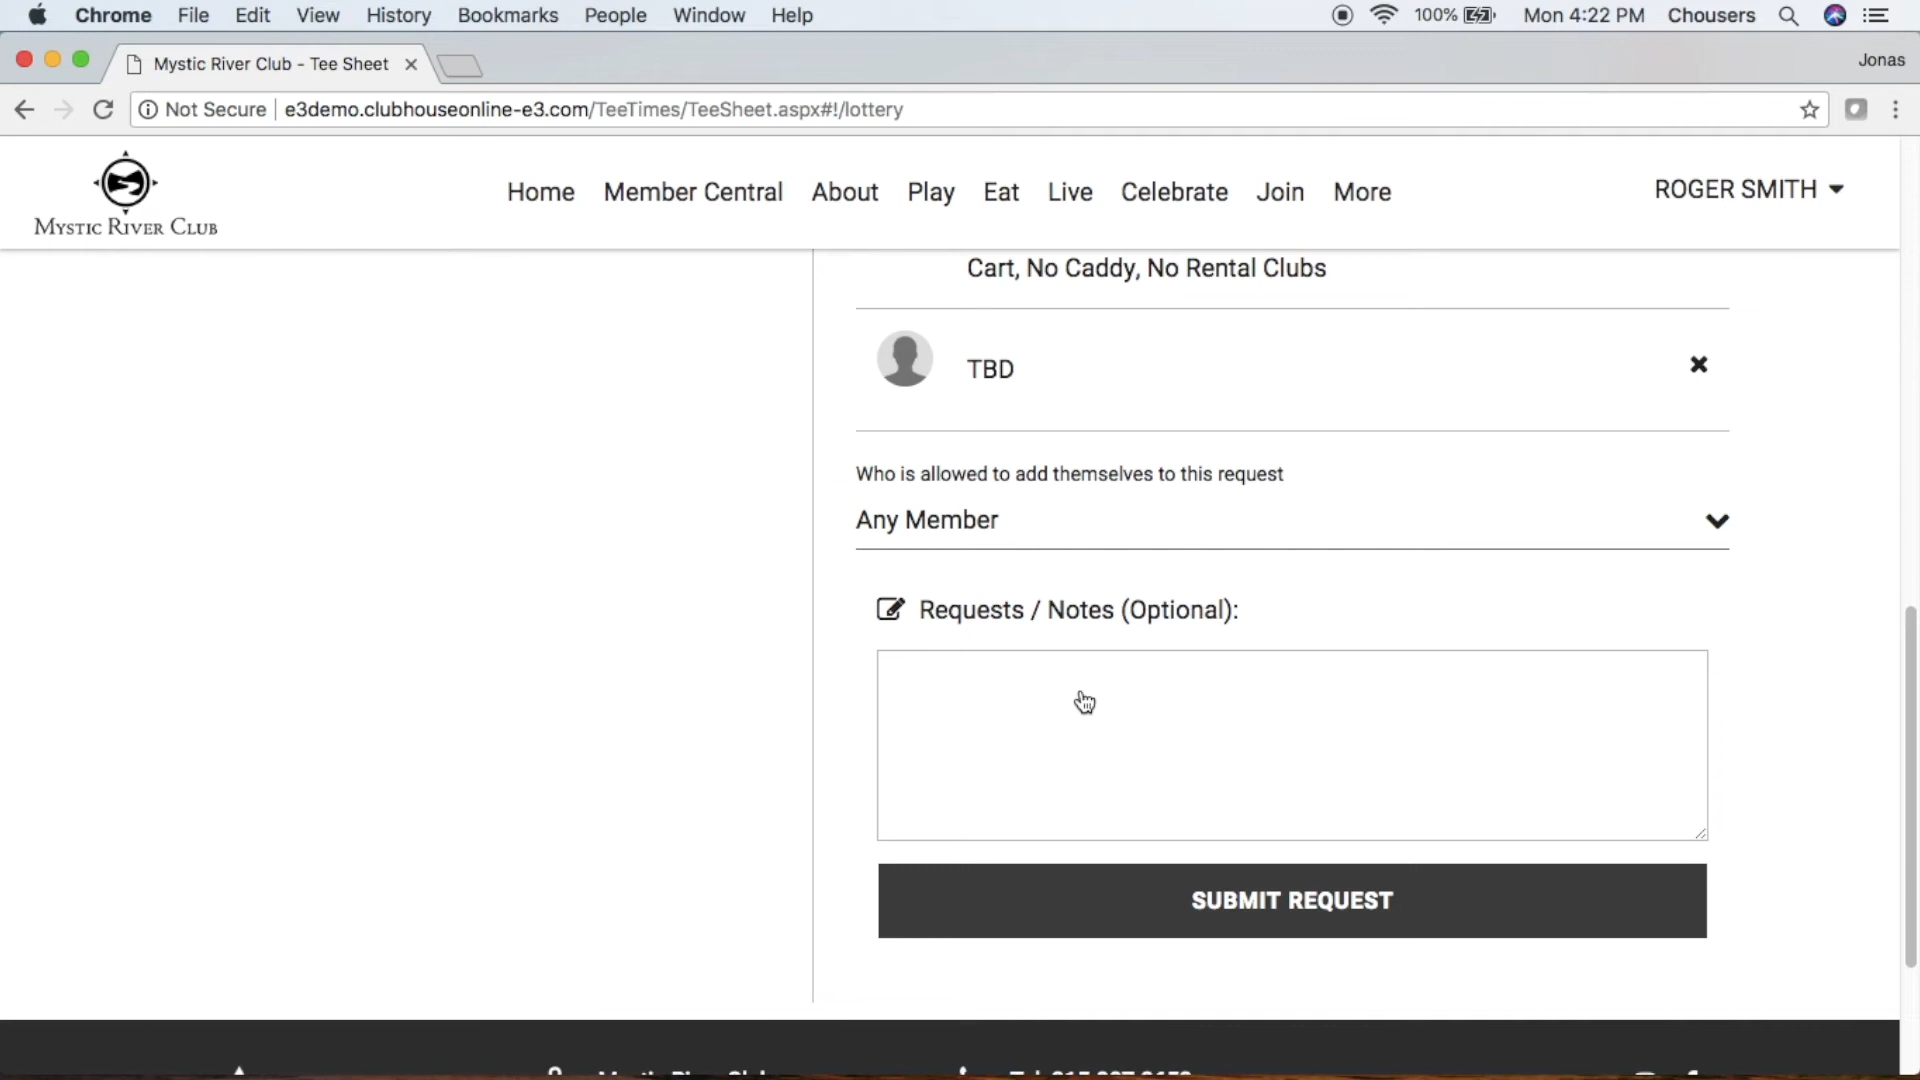 Chrome File Edit View History Bookmarks People Window Help 100% Mon 4:22 PM Chousers
Mystic River Club - Tee Sheet Jonas
Not Secure e3demo.clubhouseonline-e3.com/TeeTimes/TeeSheet.aspx#!/lottery
MYSTIC RIVER CLUB
Home Member Central About Play Eat Live Celebrate Join More ROGER SMITH
Cart, No Caddy, No Rental Clubs
TBD
Who is allowed to add themselves to this request
Any Member
Requests / Notes (Optional):
SUBMIT REQUEST